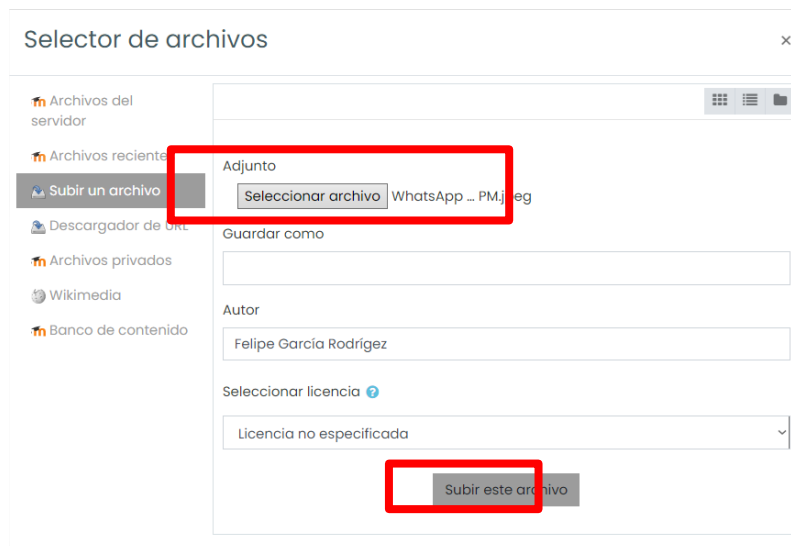 Selector de archivos
×
Archivos del
servidor
Archivos reciente
Subir un archivo
Descargador de URL
Archivos privados
Wikimedia
Banco de contenido
Adjunto
Seleccionar archivo WhatsApp ... PM.jpeg
Guardar como
Autor
Felipe García Rodrígez
Seleccionar licencia
Licencia no especificada
Subir este archivo